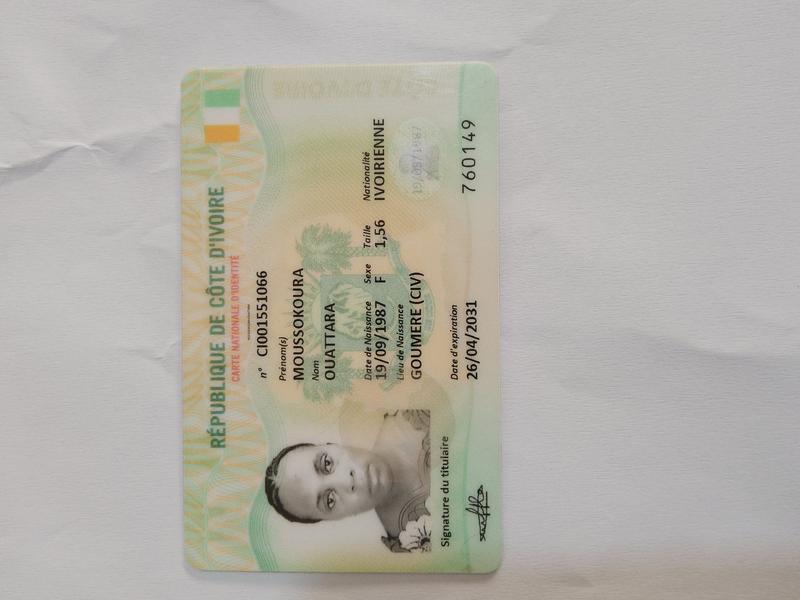 RÉPUBLIQUE DE CÔTE D'IVOIRE
CARTE NATIONALE D'IDENTITÉ
n° CI001551066
Prénom(s)
MOUSSOKOURA
Nom
OUATTARA
Date de Naissance Sexe Taille Nationalité
19/09/1987 F 1,56 IVOIRIENNE
Lieu de Naissance
GOUMERE (CIV)
Date d'expiration
26/04/2031
760149
Signature du titulaire
CÔTE D'IVOIRE